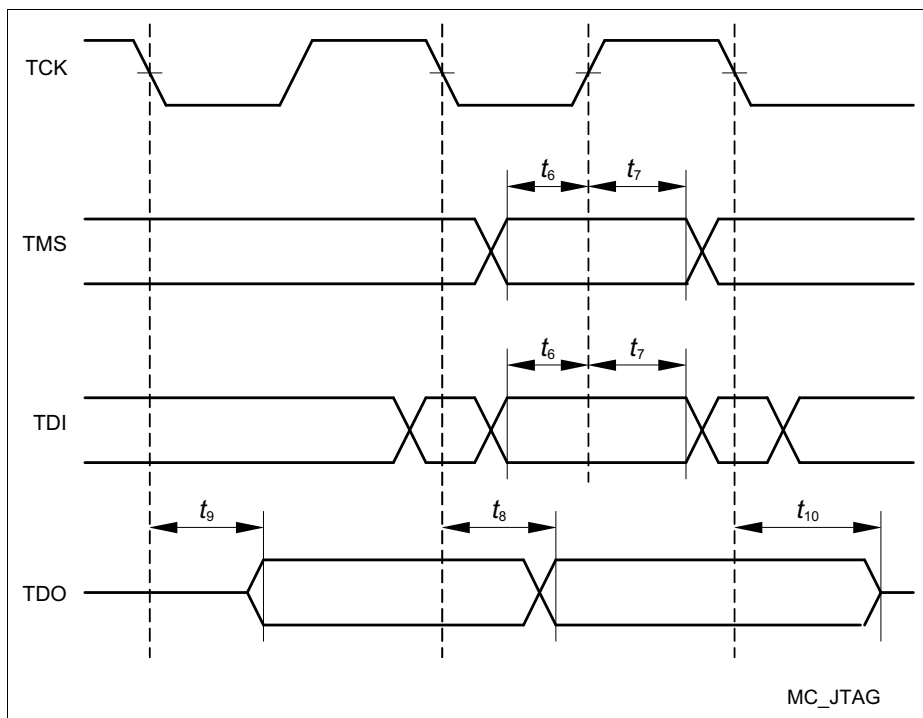 TCK
t6 t7
TMS
t6 t7
TDI
t9 t8 t10
TDO
MC_JTAG